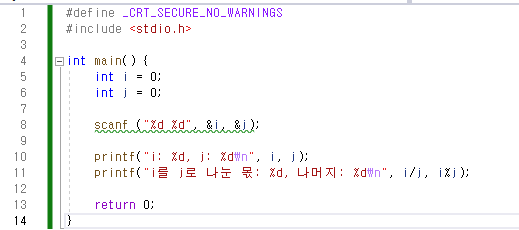 1 #define _CRT_SECURE_NO_WARNINGS
2 #include <stdio.h>
3
4 int main() {
5 int i = 0;
6 int j = 0;
7
8 scanf ("%d %d", &i, &j);
9
10 printf("i: %d, j: %d₩n", i, j);
11 printf("i를 j로 나눈 몫: %d, 나머지: %d₩n", i/j, i%j);
12
13 return 0;
14 }